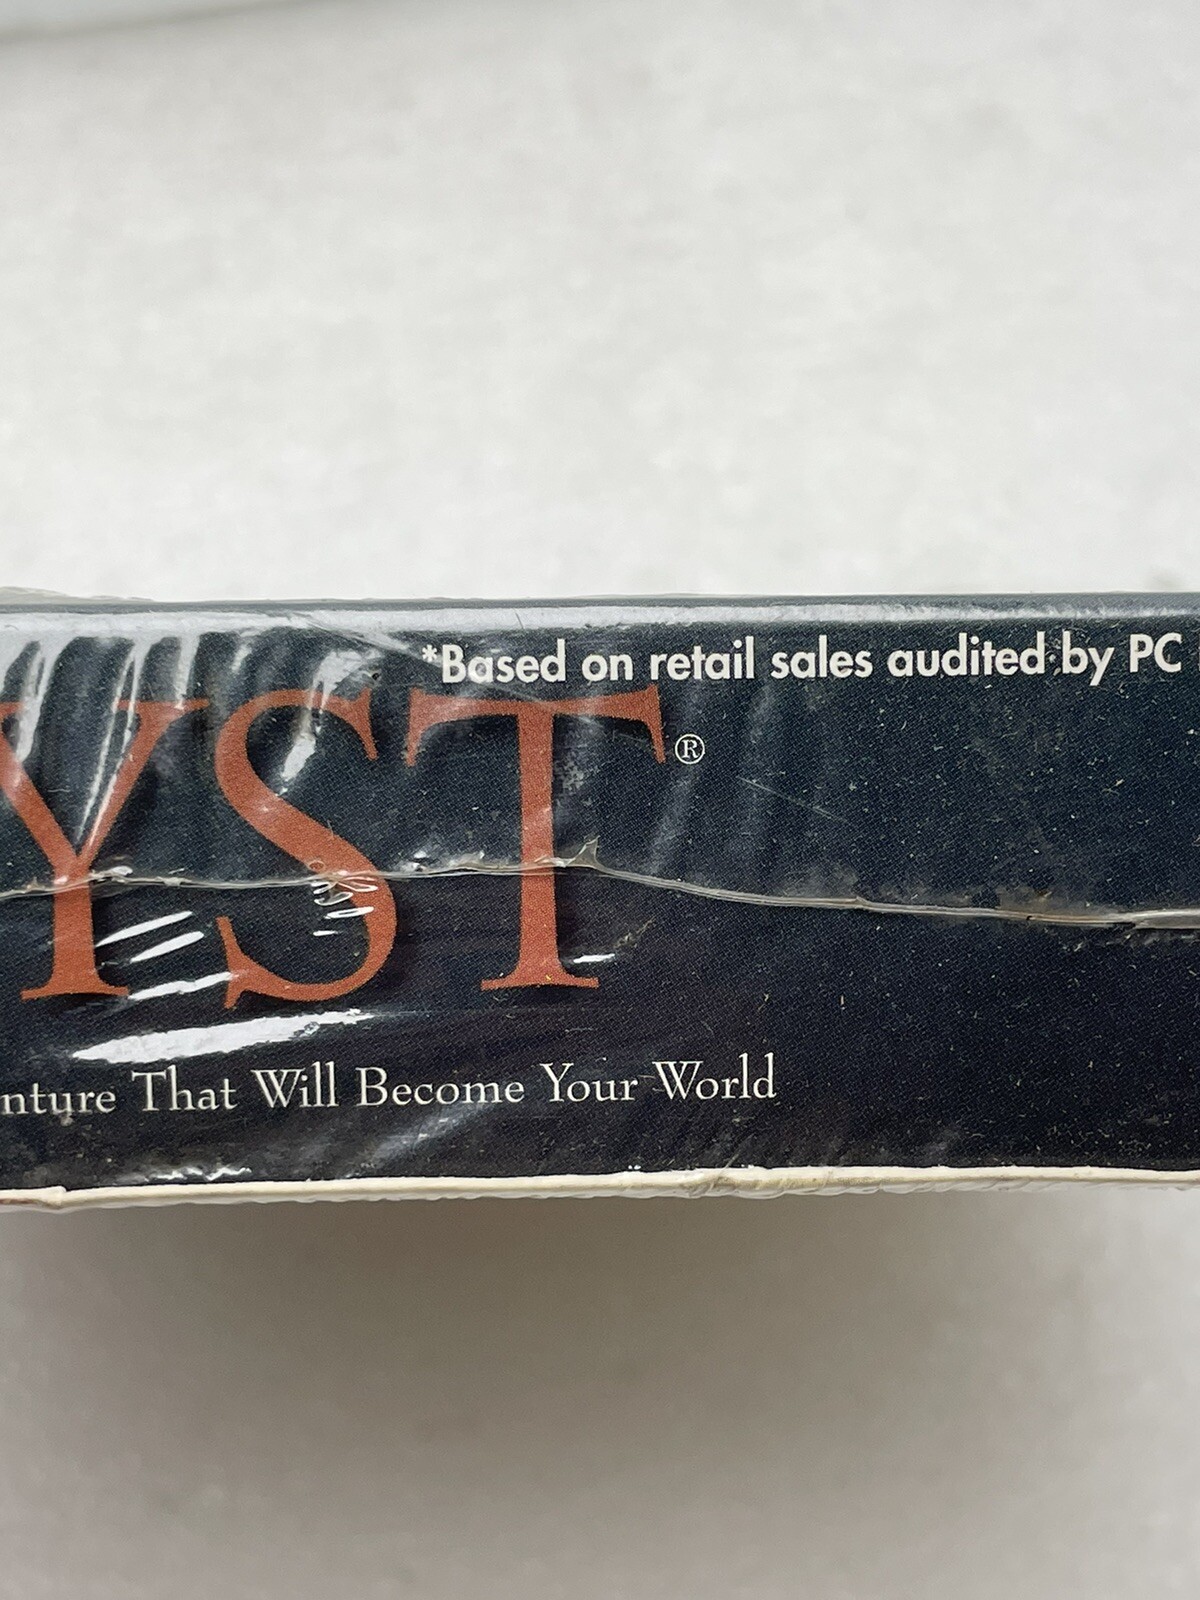 *Based on retail sales audited by PC
YST®
nture That Will Become Your World